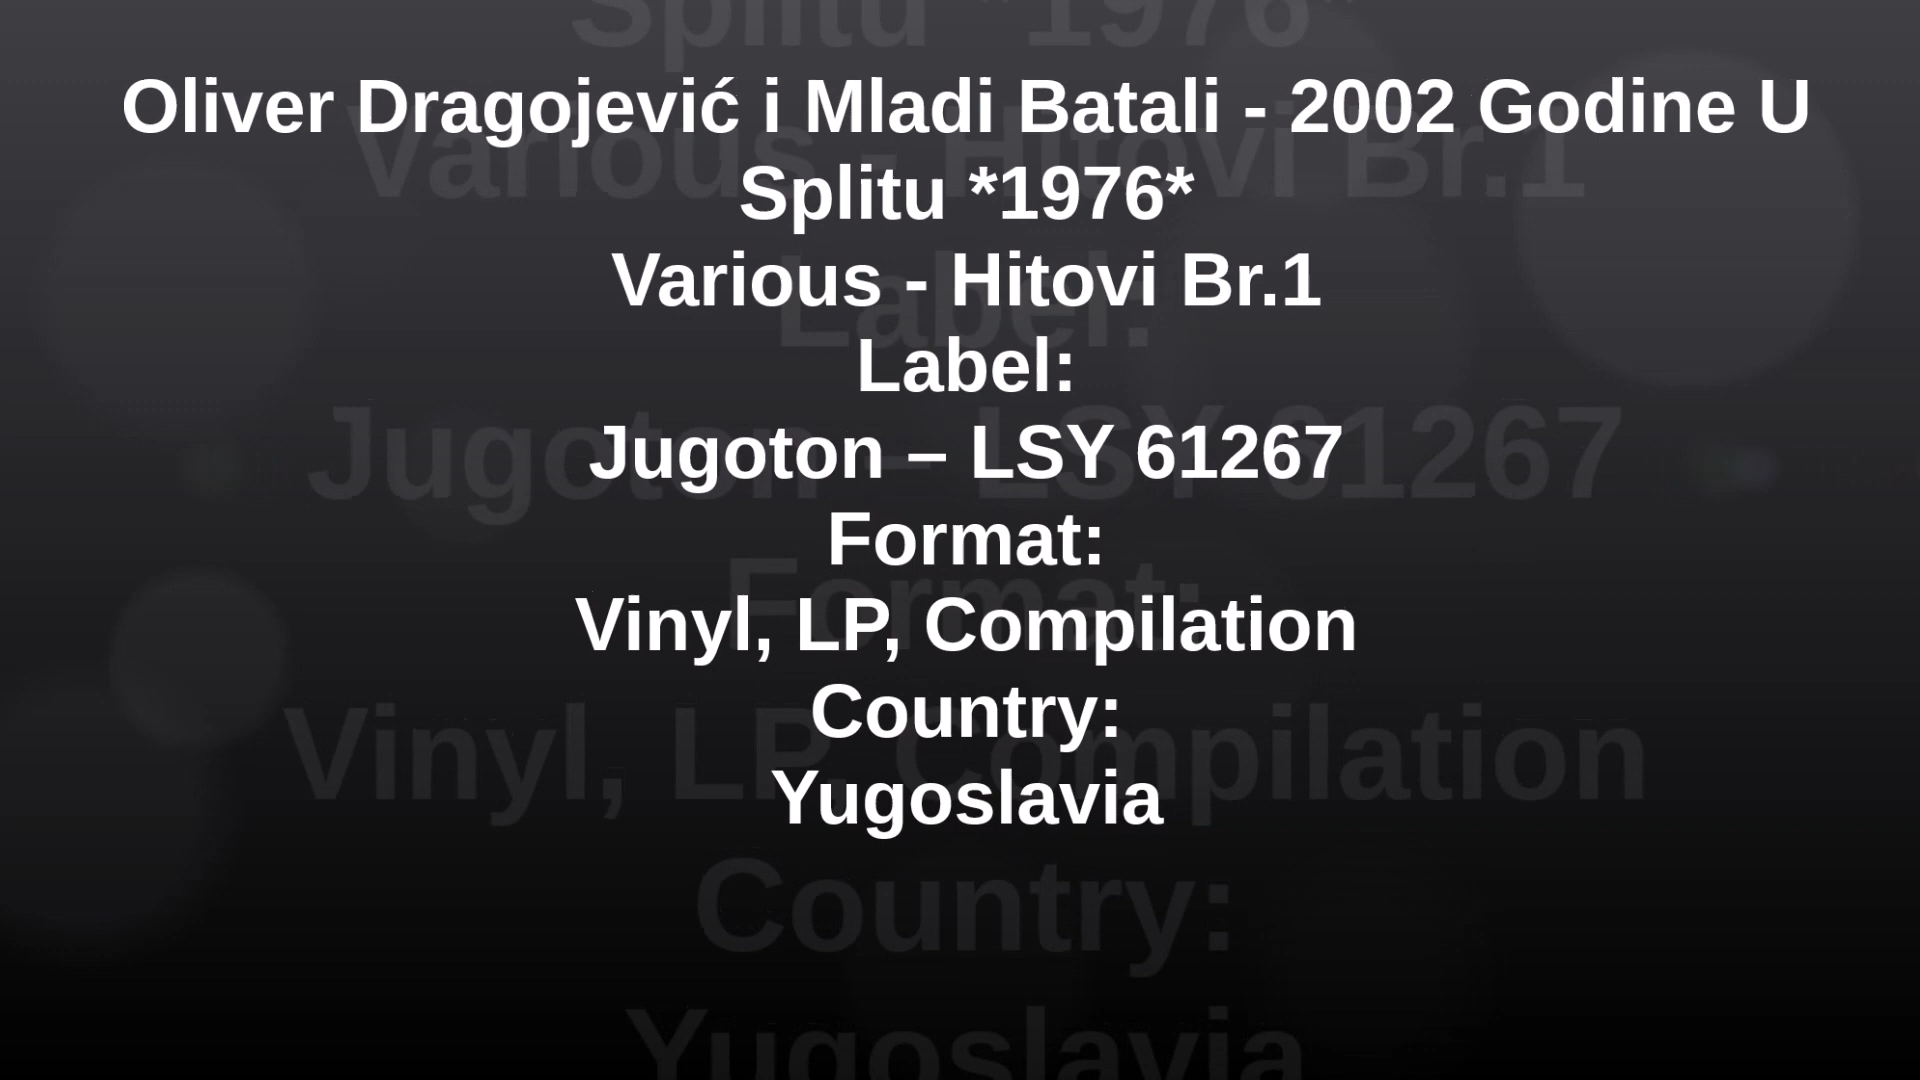 Oliver Dragojević i Mladi Batali - 2002 Godine U
Splitu *1976*
Various - Hitovi Br.1
Label:
Jugoton – LSY 61267
Format:
Vinyl, LP, Compilation
Country:
Yugoslavia